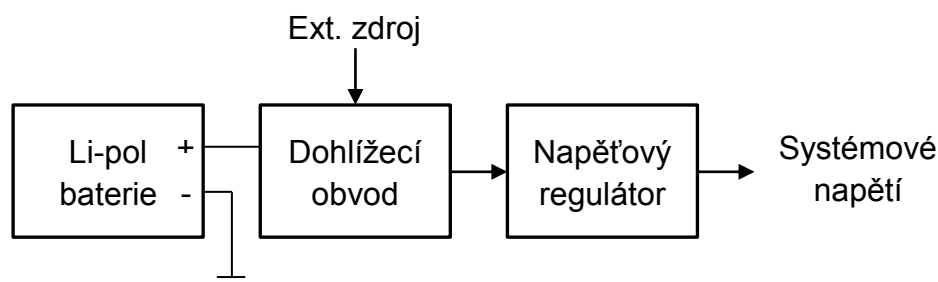 Ext. zdroj
Li-pol
baterie
+
-
Dohlížecí
obvod
Napěťový
regulátor
Systémové
napětí